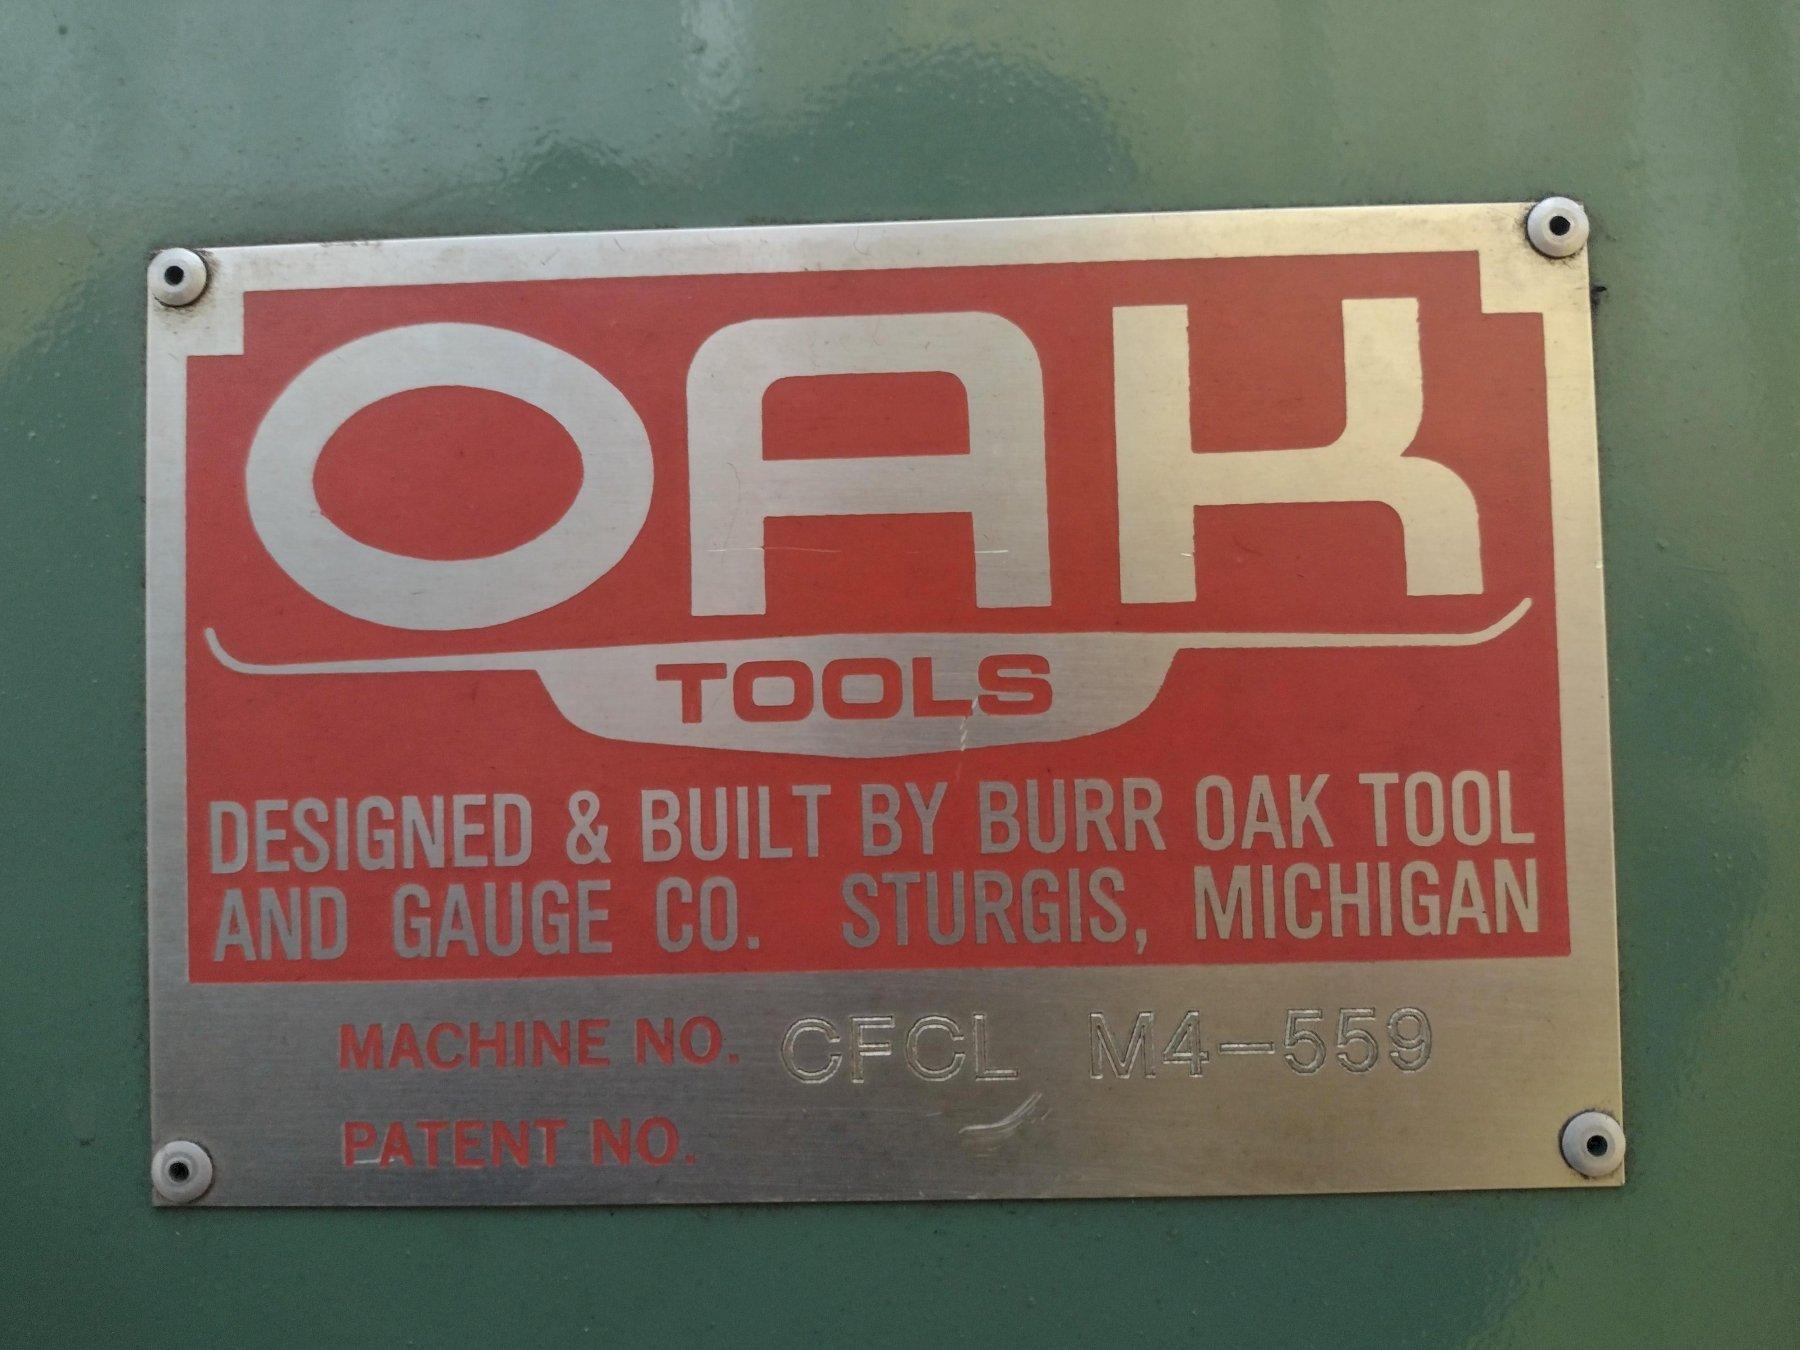 OAK
TOOLS
DESIGNED & BUILT BY BURR OAK TOOL
AND GAUGE CO. STURGIS, MICHIGAN
MACHINE NO. CFCL M4-559
PATENT NO.